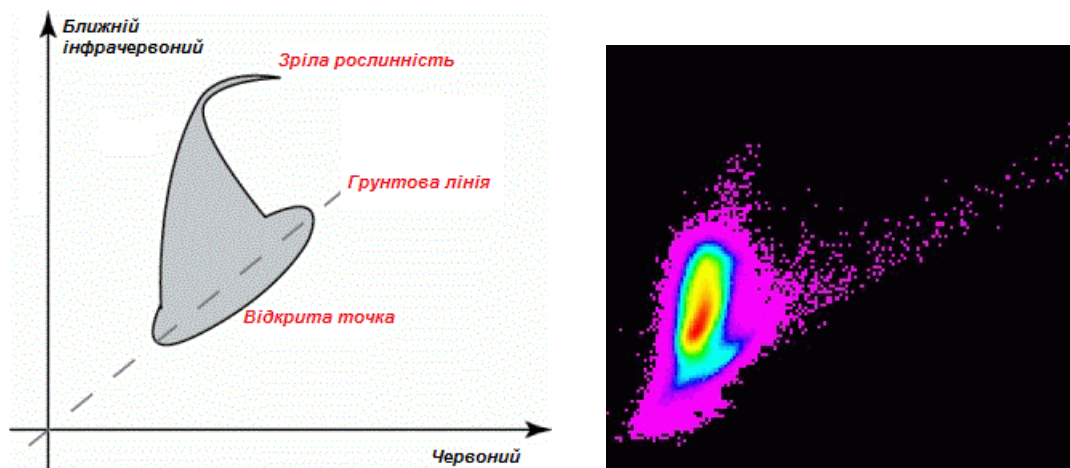 Ближній
інфрачервоний
Зріла рослинність
Грунтова лінія
Відкрита точка
Червоний